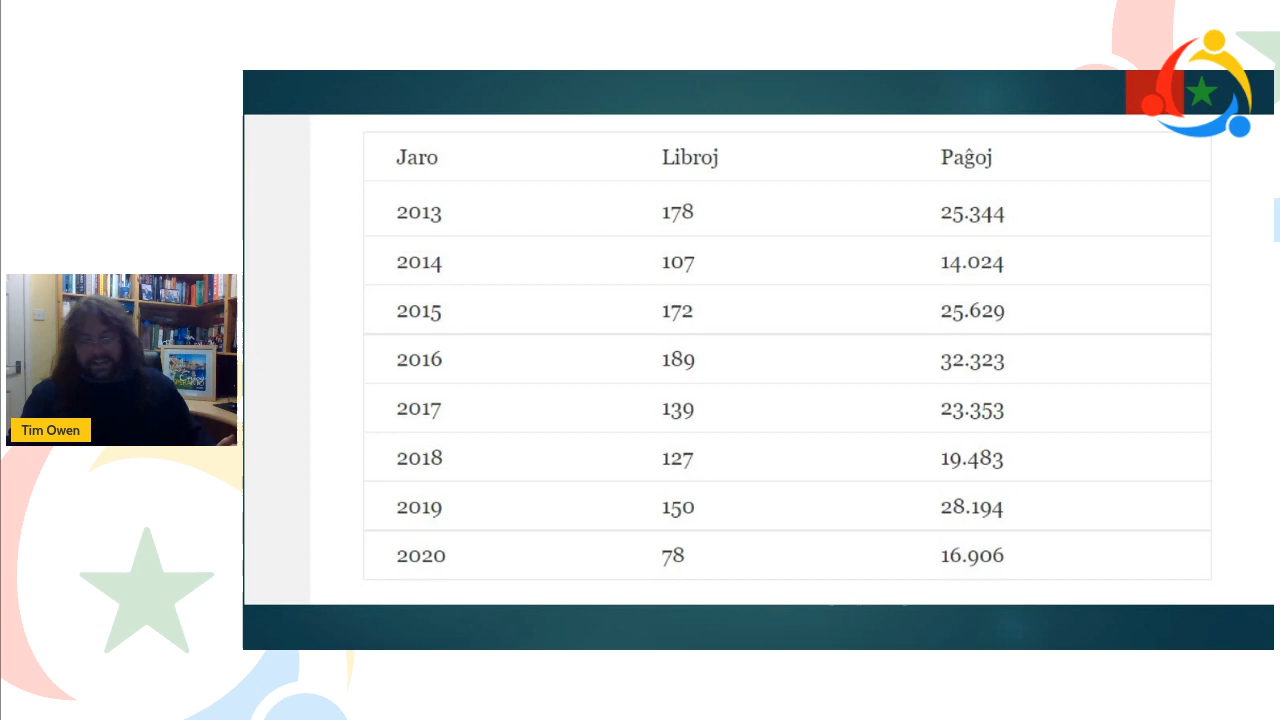 Jaro Libroj Paĝoj
2013 178 25.344
2014 107 14.024
2015 172 25.629
2016 189 32.323
2017 139 23.353
2018 127 19.483
2019 150 28.194
2020 78 16.906
Tim Owen